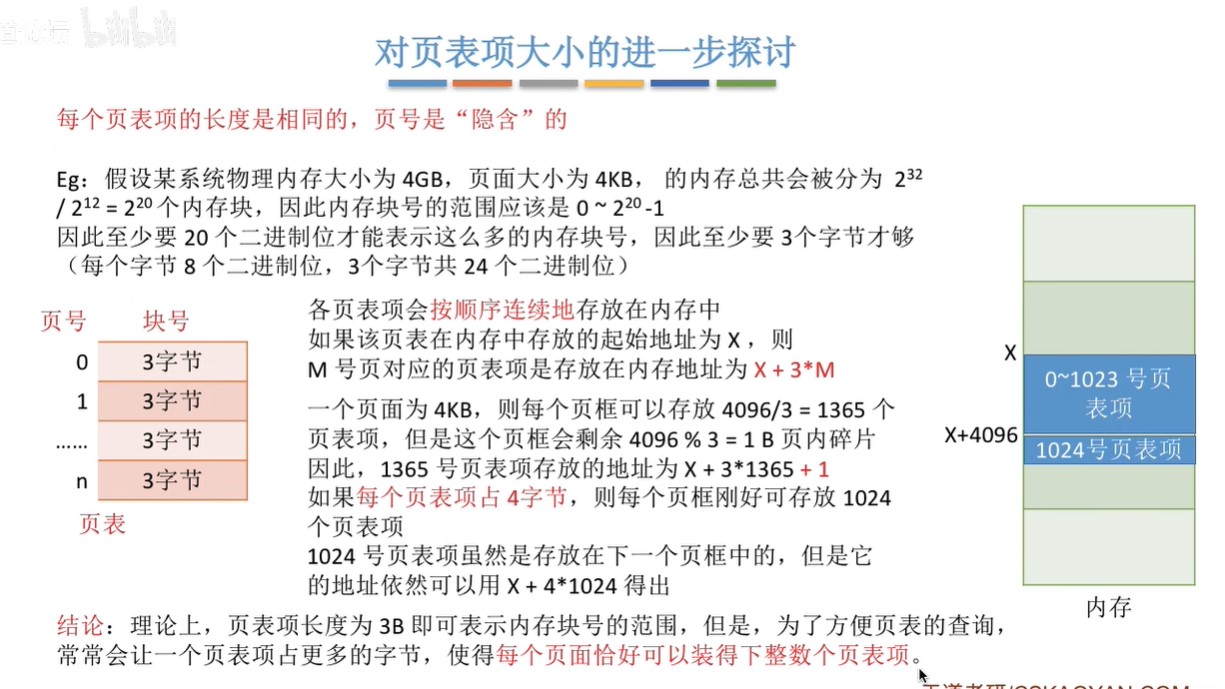 bilibili
对页表项大小的进一步探讨
每个页表项的长度是相同的，页号是“隐含”的
Eg：假设某系统物理内存大小为 4GB，页面大小为 4KB， 的内存总共会被分为 2³²
/ 2¹² = 2²⁰ 个内存块，因此内存块号的范围应该是 0 ~ 2²⁰ -1
因此至少要 20 个二进制位才能表示这么多的内存块号，因此至少要 3个字节才够
（每个字节 8 个二进制位，3个字节共 24 个二进制位）
页号 块号
0 3字节
1 3字节
…… 3字节
n 3字节
页表
各页表项会按顺序连续地存放在内存中
如果该页表在内存中存放的起始地址为 X ，则
M 号页对应的页表项是存放在内存地址为 X + 3*M
一个页面为 4KB，则每个页框可以存放 4096/3 = 1365 个
页表项，但是这个页框会剩余 4096 % 3 = 1 B 页内碎片
因此，1365 号页表项存放的地址为 X + 3*1365 + 1
如果每个页表项占 4字节，则每个页框刚好可存放 1024
个页表项
1024 号页表项虽然是存放在下一个页框中的，但是它
的地址依然可以用 X + 4*1024 得出
X
0~1023 号页
表项
X+4096
1024号页表项
内存
结论：理论上，页表项长度为 3B 即可表示内存块号的范围，但是，为了方便页表的查询，
常常会让一个页表项占更多的字节，使得每个页面恰好可以装得下整数个页表项。